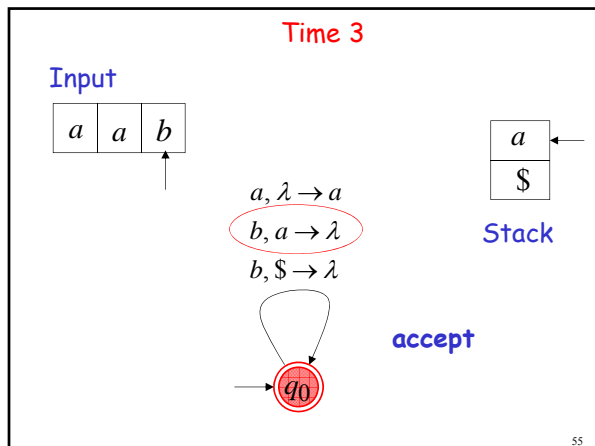 Time 3
Input
a a b
a
$
Stack
a, λ → a
b, a → λ
b, $ → λ
accept
q0
55